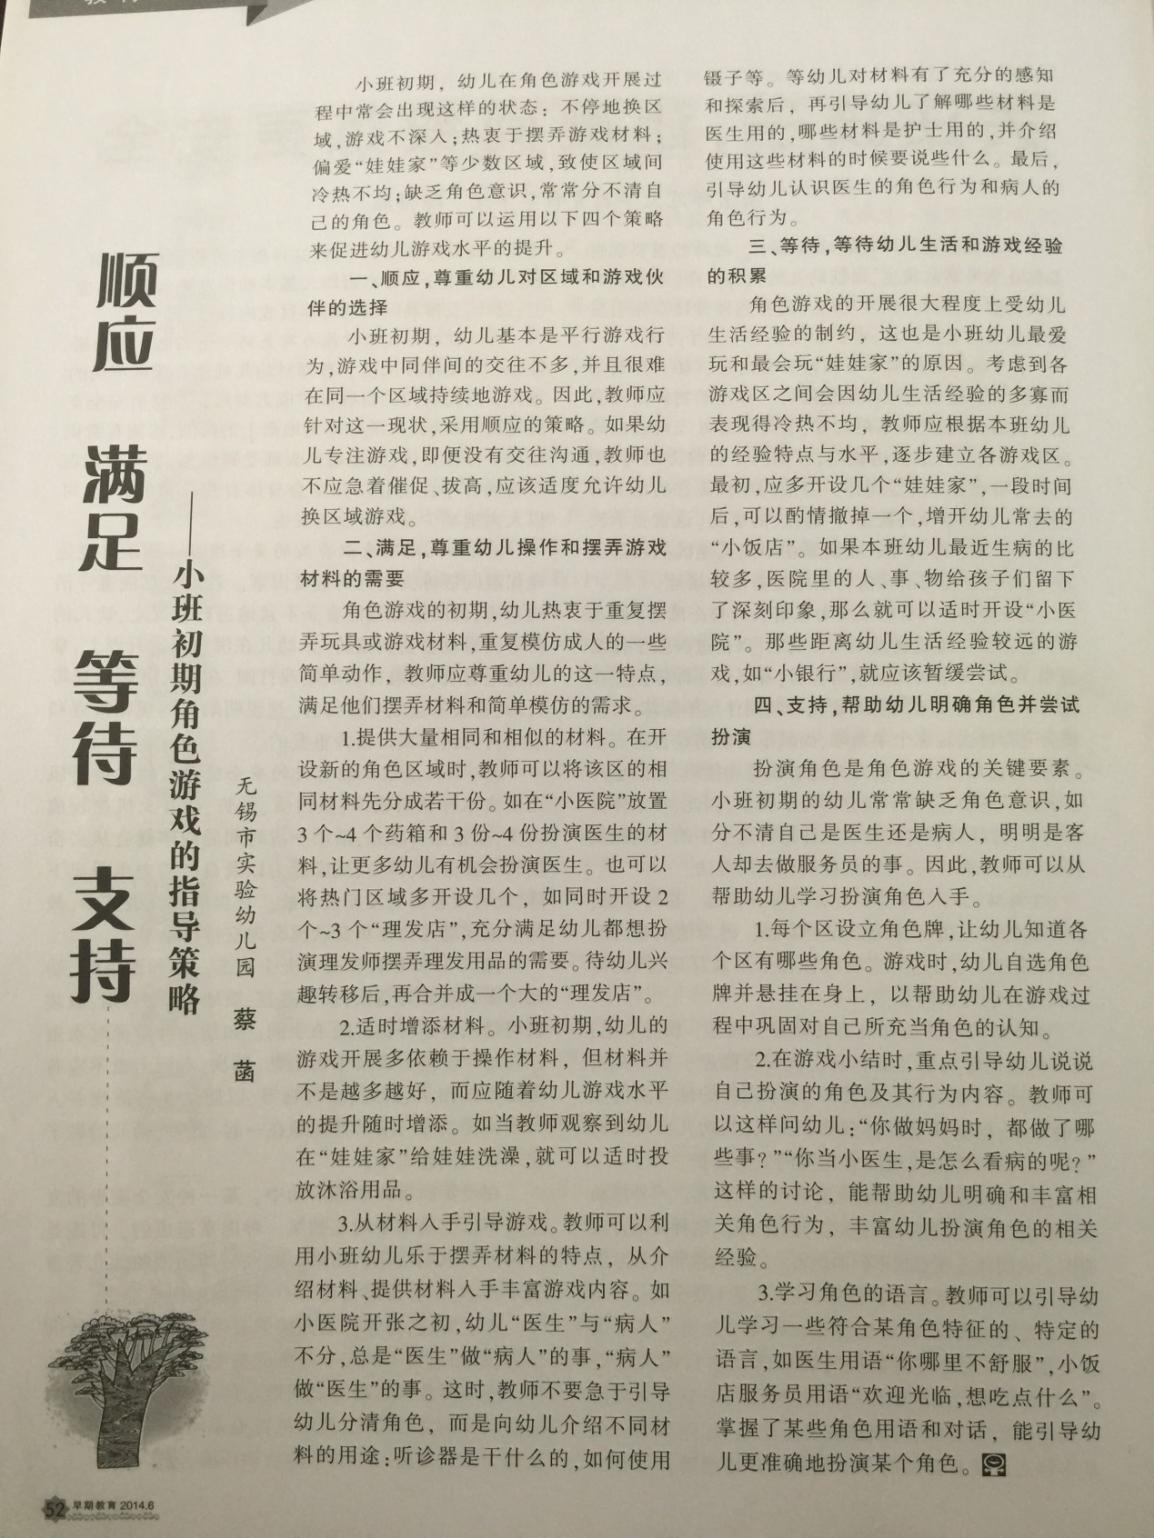 顺应 满足 等待 支持
——小班初期角色游戏的指导策略
无锡市实验幼儿园 蔡 菡
小班初期，幼儿在角色游戏开展过
程中常会出现这样的状态：不停地换区
域，游戏不深入；热衷于摆弄游戏材料；
偏爱“娃娃家”等少数区域，致使区域间
冷热不均；缺乏角色意识，常常分不清自
己的角色。教师可以运用以下四个策略
来促进幼儿游戏水平的提升。
一、顺应，尊重幼儿对区域和游戏伙
伴的选择
小班初期，幼儿基本是平行游戏行
为，游戏中同伴间的交往不多，并且很难
在同一个区域持续地游戏。因此，教师应
针对这一现状，采用顺应的策略。如果幼
儿专注游戏，即便没有交往沟通，教师也
不应急着催促、拔高，应该适度允许幼儿
换区域游戏。
二、满足，尊重幼儿操作和摆弄游戏
材料的需要
角色游戏的初期，幼儿热衷于重复摆
弄玩具或游戏材料，重复模仿成人的一些
简单动作，教师应尊重幼儿的这一特点，
满足他们摆弄材料和简单模仿的需求。
1.提供大量相同和相似的材料。在开
设新的角色区域时，教师可以将该区的相
同材料先分成若干份。如在“小医院”放置
3个~4个药箱和3份~4份扮演医生的材
料，让更多幼儿有机会扮演医生。也可以
将热门区域多开设几个，如同时开设2
个~3个“理发店”，充分满足幼儿都想扮
演理发师摆弄理发用品的需要。待幼儿兴
趣转移后，再合并成一个大的“理发店”。
2.适时增添材料。小班初期，幼儿的
游戏开展多依赖于操作材料，但材料并
不是越多越好，而应随着幼儿游戏水平
的提升随时增添。如当教师观察到幼儿
在“娃娃家”给娃娃洗澡，就可以适时投
放沐浴用品。
3.从材料入手引导游戏。教师可以利
用小班幼儿乐于摆弄材料的特点，从介
绍材料、提供材料入手丰富游戏内容。如
小医院开张之初，幼儿“医生”与“病人”
不分，总是“医生”做“病人”的事，“病人”
做“医生”的事。这时，教师不要急于引导
幼儿分清角色，而是向幼儿介绍不同材
料的用途：听诊器是干什么的，如何使用
镊子等。等幼儿对材料有了充分的感知
和探索后，再引导幼儿了解哪些材料是
医生用的，哪些材料是护士用的，并介绍
使用这些材料的时候要说些什么。最后，
引导幼儿认识医生的角色行为和病人的
角色行为。
三、等待，等待幼儿生活和游戏经验
的积累
角色游戏的开展很大程度上受幼儿
生活经验的制约，这也是小班幼儿最爱
玩和最会玩“娃娃家”的原因。考虑到各
游戏区之间会因幼儿生活经验的多寡而
表现得冷热不均，教师应根据本班幼儿
的经验特点与水平，逐步建立各游戏区。
最初，应多开设几个“娃娃家”，一段时间
后，可以酌情撤掉一个，增开幼儿常去的
“小饭店”。如果本班幼儿最近生病的比
较多，医院里的人、事、物给孩子们留下
了深刻印象，那么就可以适时开设“小医
院”。那些距离幼儿生活经验较远的游
戏，如“小银行”，就应该暂缓尝试。
四、支持，帮助幼儿明确角色并尝试
扮演
扮演角色是角色游戏的关键要素。
小班初期的幼儿常常缺乏角色意识，如
分不清自己是医生还是病人，明明是客
人却去做服务员的事。因此，教师可以从
帮助幼儿学习扮演角色入手。
1.每个区设立角色牌，让幼儿知道各
个区有哪些角色。游戏时，幼儿自选角色
牌并悬挂在身上，以帮助幼儿在游戏过
程中巩固对自己所充当角色的认知。
2.在游戏小结时，重点引导幼儿说说
自己扮演的角色及其行为内容。教师可
以这样问幼儿：“你做妈妈时，都做了哪
些事？”“你当小医生，是怎么看病的呢？”
这样的讨论，能帮助幼儿明确和丰富相
关角色行为，丰富幼儿扮演角色的相关
经验。
3.学习角色的语言。教师可以引导幼
儿学习一些符合某角色特征的、特定的
语言，如医生用语“你哪里不舒服”，小饭
店服务员用语“欢迎光临，想吃点什么”。
掌握了某些角色用语和对话，能引导幼
儿更准确地扮演某个角色。
52 早期教育 2014.6